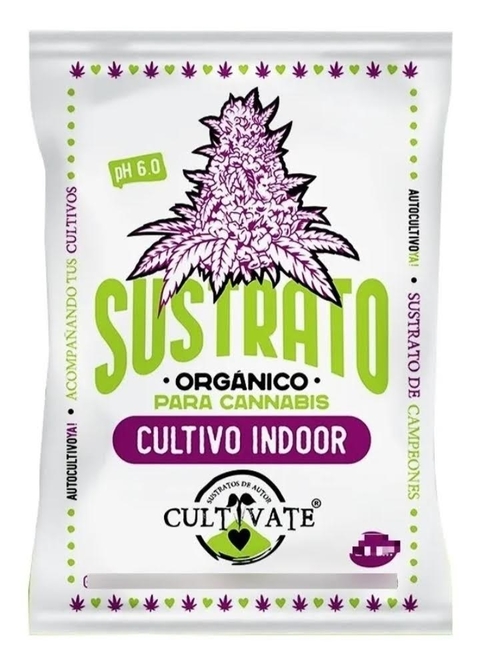 pH 6.0
SUSTRATO
• ORGÁNICO •
PARA CANNABIS
CULTIVO INDOOR
SUSTRATOS DE AUTOR
CULTIVATE®
AUTOCULTIVOYA! • ACOMPAÑANDO TUS CULTIVOS
AUTOCULTIVOYA! • SUSTRATO DE CAMPEONES